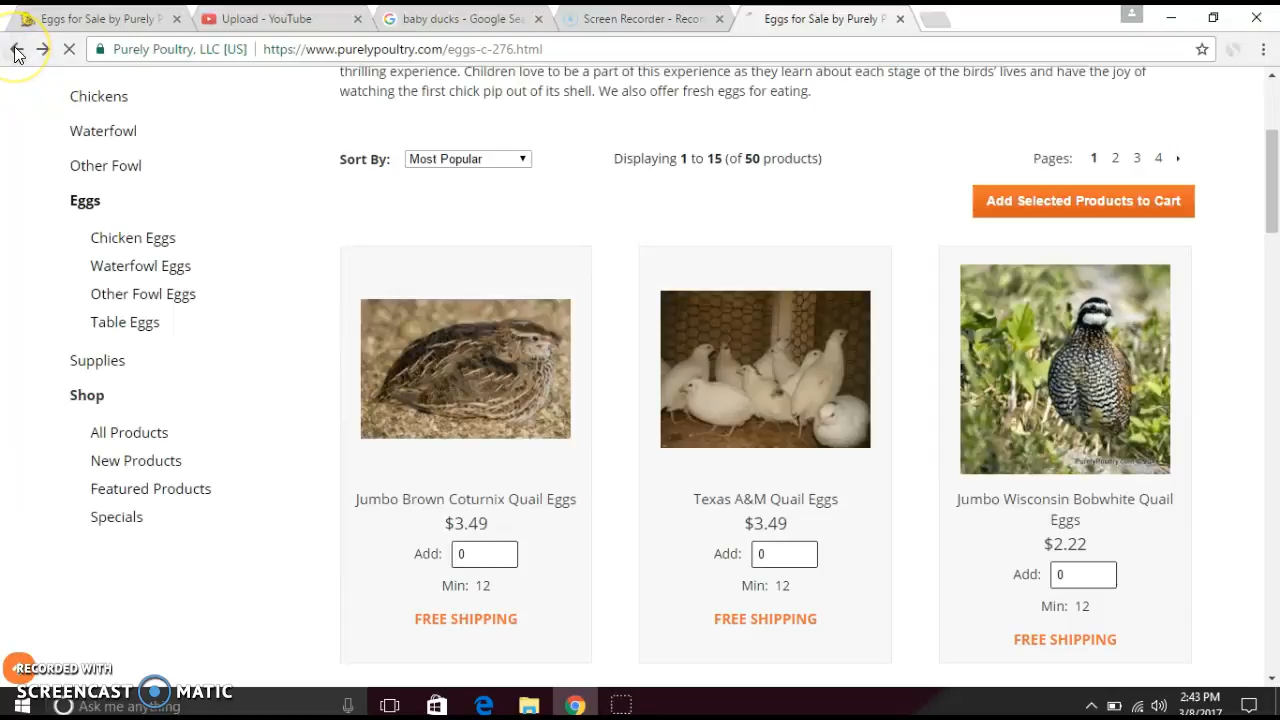 Eggs for Sale by Purely P
Upload - YouTube
baby ducks - Google Sea
Screen Recorder - Recor
Eggs for Sale by Purely P
Purely Poultry, LLC [US]
https://www.purelypoultry.com/eggs-c-276.html
thrilling experience. Children love to be a part of this experience as they learn about each stage of the birds' lives and have the joy of
watching the first chick pip out of its shell. We also offer fresh eggs for eating.
Chickens
Waterfowl
Other Fowl
Eggs
Chicken Eggs
Waterfowl Eggs
Other Fowl Eggs
Table Eggs
Supplies
Shop
All Products
New Products
Featured Products
Specials
Sort By: Most Popular
Displaying 1 to 15 (of 50 products)
Pages: 1 2 3 4
Add Selected Products to Cart
PurelyPoultry.com
Jumbo Brown Coturnix Quail Eggs
$3.49
Add: 0
Min: 12
FREE SHIPPING
Texas A&M Quail Eggs
$3.49
Add: 0
Min: 12
FREE SHIPPING
Jumbo Wisconsin Bobwhite Quail
Eggs
$2.22
Add: 0
Min: 12
FREE SHIPPING
RECORDED WITH
SCREENCAST MATIC
Ask me anything
2:43 PM
3/8/2017